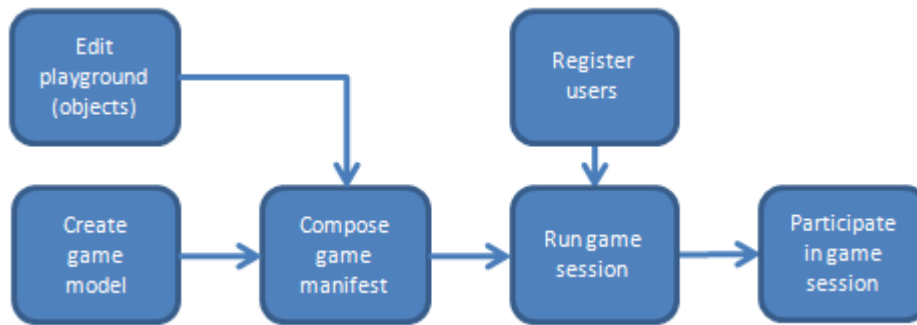 Edit
playground
(objects)
Register
users
Create
game
model
Compose
game
manifest
Run game
session
Participate
in game
session